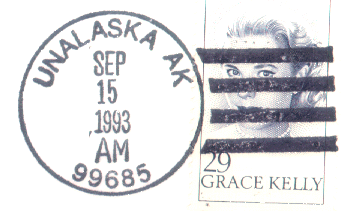 UNALASKA AK
SEP
15
1993
AM
99685
29
GRACE KELLY